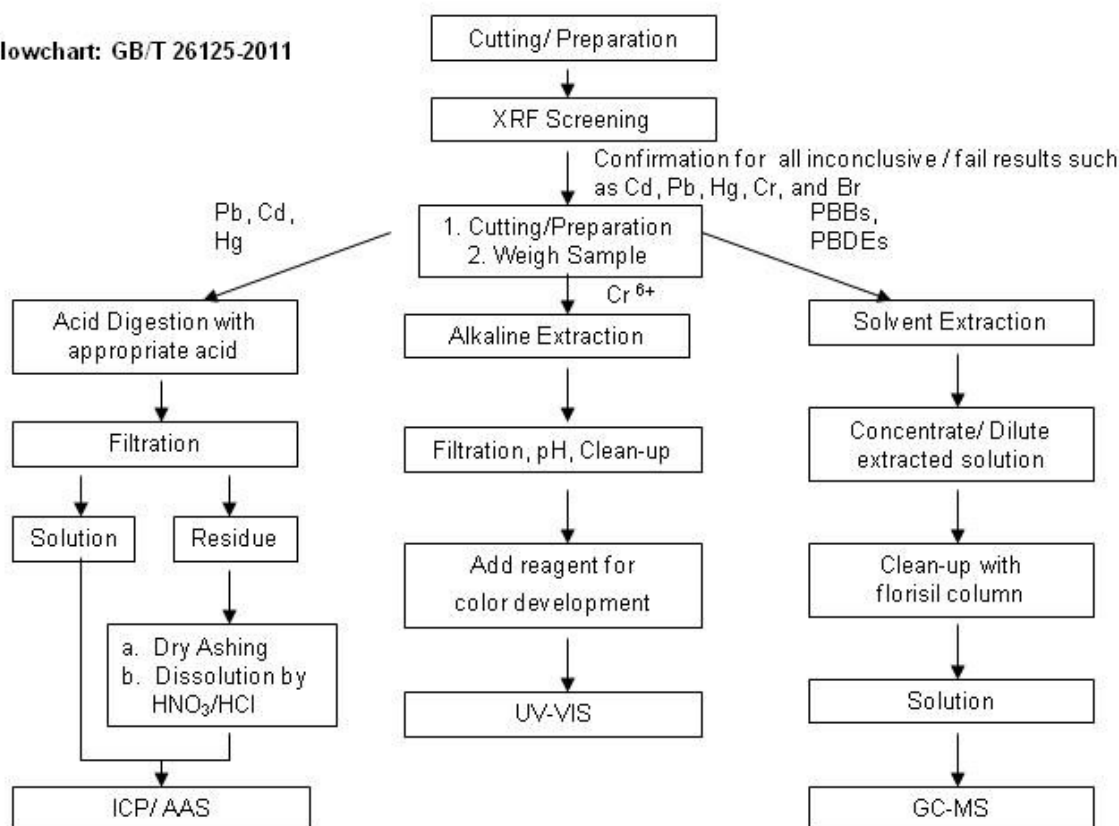 lowchart: GB/T 26125-2011
Cutting/ Preparation
XRF Screening
Confirmation for all inconclusive / fail results such
as Cd, Pb, Hg, Cr, and Br
1. Cutting/Preparation
2. Weigh Sample
Pb, Cd,
Hg
Acid Digestion with
appropriate acid
Filtration
Solution
Residue
a. Dry Ashing
b. Dissolution by
HNO₃/HCl
ICP/ AAS
Cr ⁶⁺
Alkaline Extraction
Filtration, pH, Clean-up
Add reagent for
color development
UV-VIS
PBBs,
PBDEs
Solvent Extraction
Concentrate/ Dilute
extracted solution
Clean-up with
florisil column
Solution
GC-MS